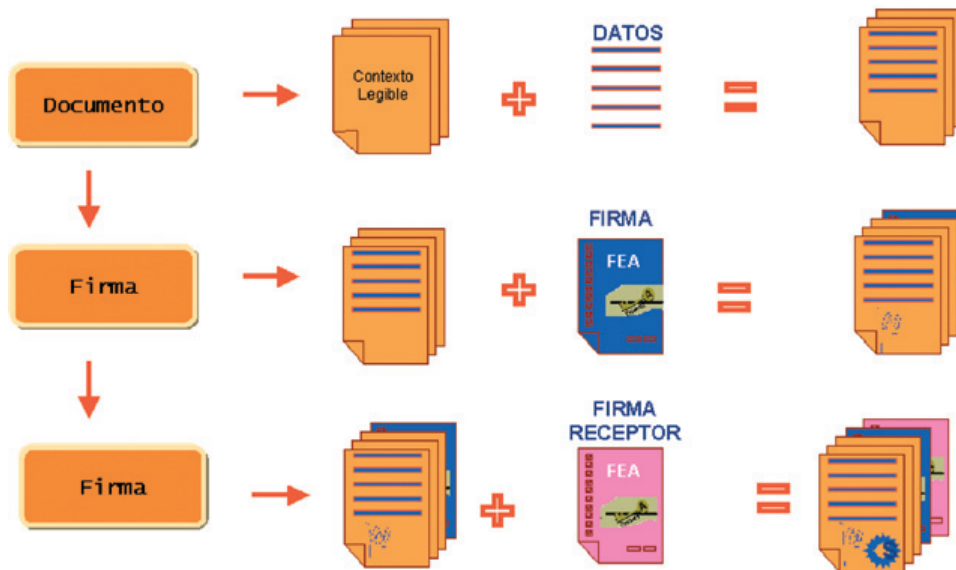 DATOS
Documento
Contexto
Legible
FIRMA
Firma
FEA
FIRMA
RECEPTOR
Firma
FEA